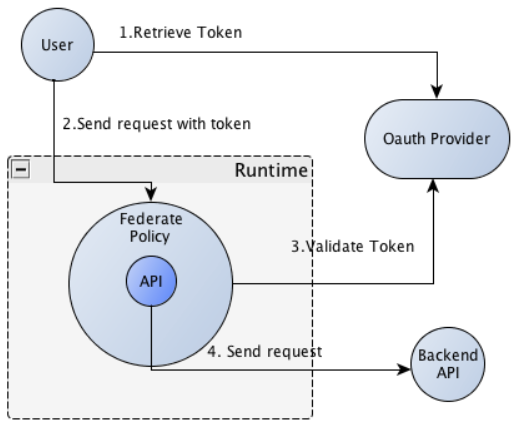 1.Retrieve Token
User
2.Send request with token
Oauth Provider
Runtime
Federate
Policy
3.Validate Token
API
4. Send request
Backend
API